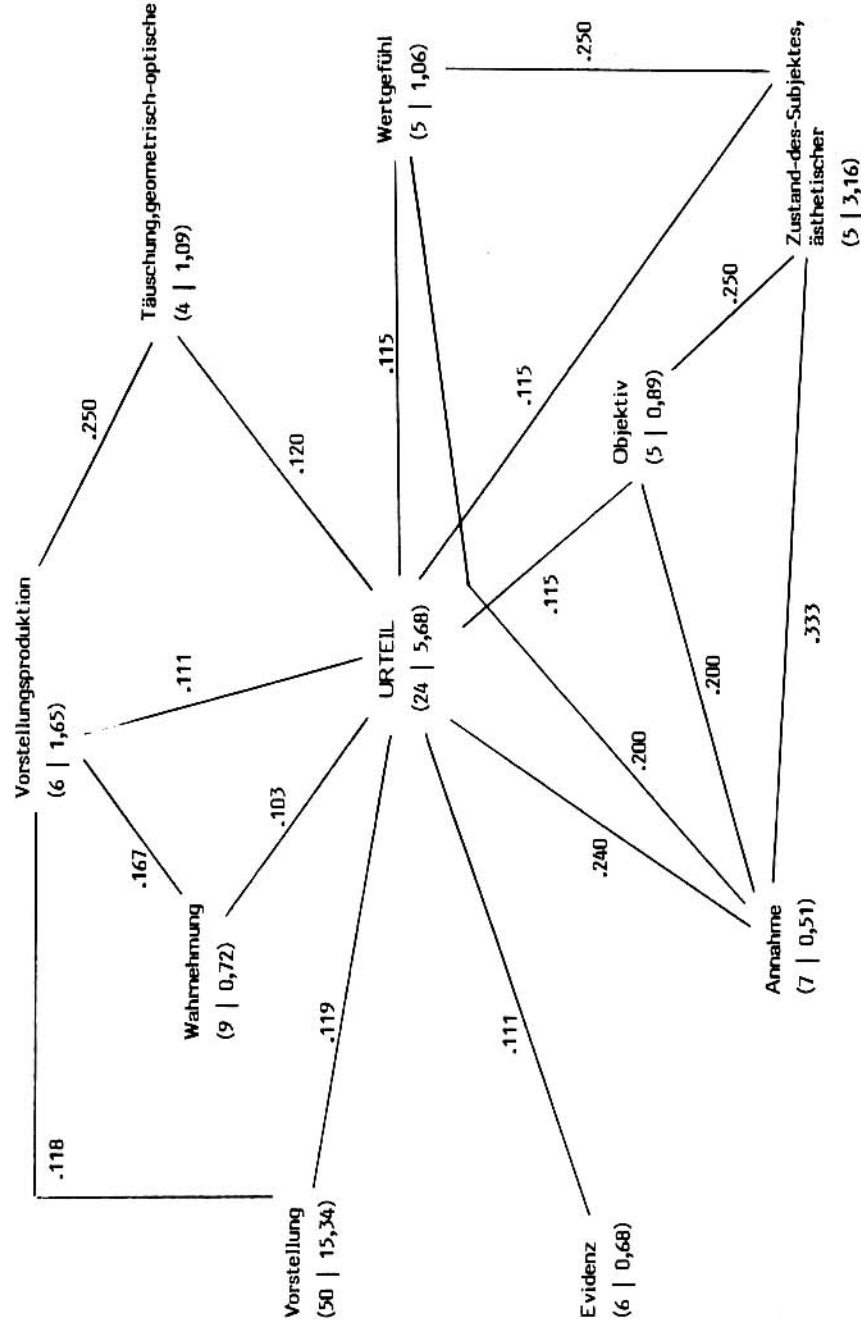 Vorstellungsproduktion
(6 | 1,65)
Täuschung,geometrisch-optische
(4 | 1,09)
.250
.118
.167
.111
.120
Wahrnehmung
(9 | 0,72)
.103
Vorstellung
(50 | 15,34)
.119
URTEIL
(24 | 5,68)
.115
Wertgefühl
(5 | 1,06)
.250
.115
.115
Evidenz
(6 | 0,68)
.111
.240
.200
.200
Objektiv
(5 | 0,89)
.250
Annahme
(7 | 0,51)
.333
Zustand-des-Subjektes,
ästhetischer
(5 | 3,16)